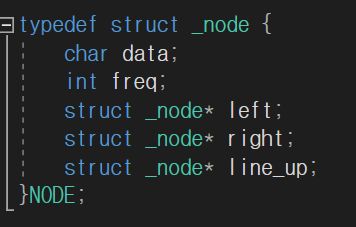 typedef struct _node {
char data;
int freq;
struct _node* left;
struct _node* right;
struct _node* line_up;
}NODE;